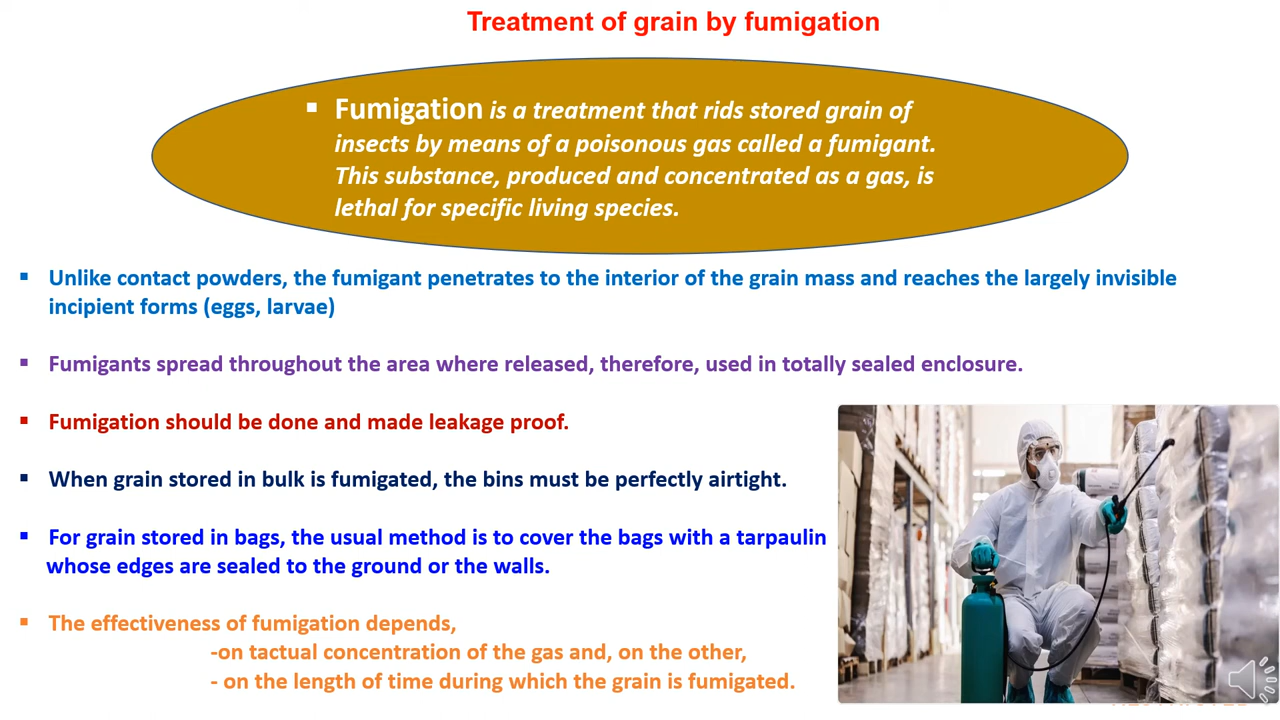 Treatment of grain by fumigation
▪ Fumigation is a treatment that rids stored grain of
insects by means of a poisonous gas called a fumigant.
This substance, produced and concentrated as a gas, is
lethal for specific living species.
▪ Unlike contact powders, the fumigant penetrates to the interior of the grain mass and reaches the largely invisible
incipient forms (eggs, larvae)
▪ Fumigants spread throughout the area where released, therefore, used in totally sealed enclosure.
▪ Fumigation should be done and made leakage proof.
▪ When grain stored in bulk is fumigated, the bins must be perfectly airtight.
▪ For grain stored in bags, the usual method is to cover the bags with a tarpaulin
whose edges are sealed to the ground or the walls.
▪ The effectiveness of fumigation depends,
-on tactual concentration of the gas and, on the other,
- on the length of time during which the grain is fumigated.